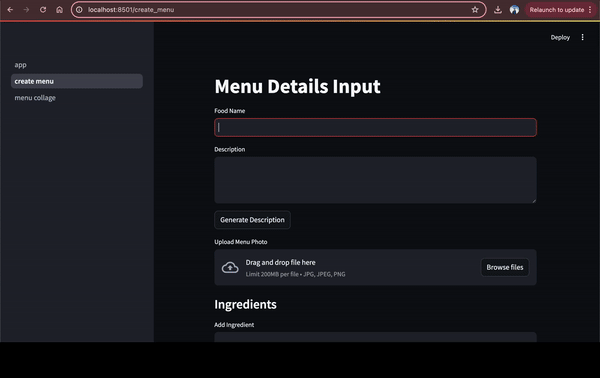 localhost:8501/create_menu
Relaunch to update
Deploy
app
create menu
menu collage
Menu Details Input
Food Name
Description
Generate Description
Upload Menu Photo
Drag and drop file here
Limit 200MB per file • JPG, JPEG, PNG
Browse files
Ingredients
Add Ingredient